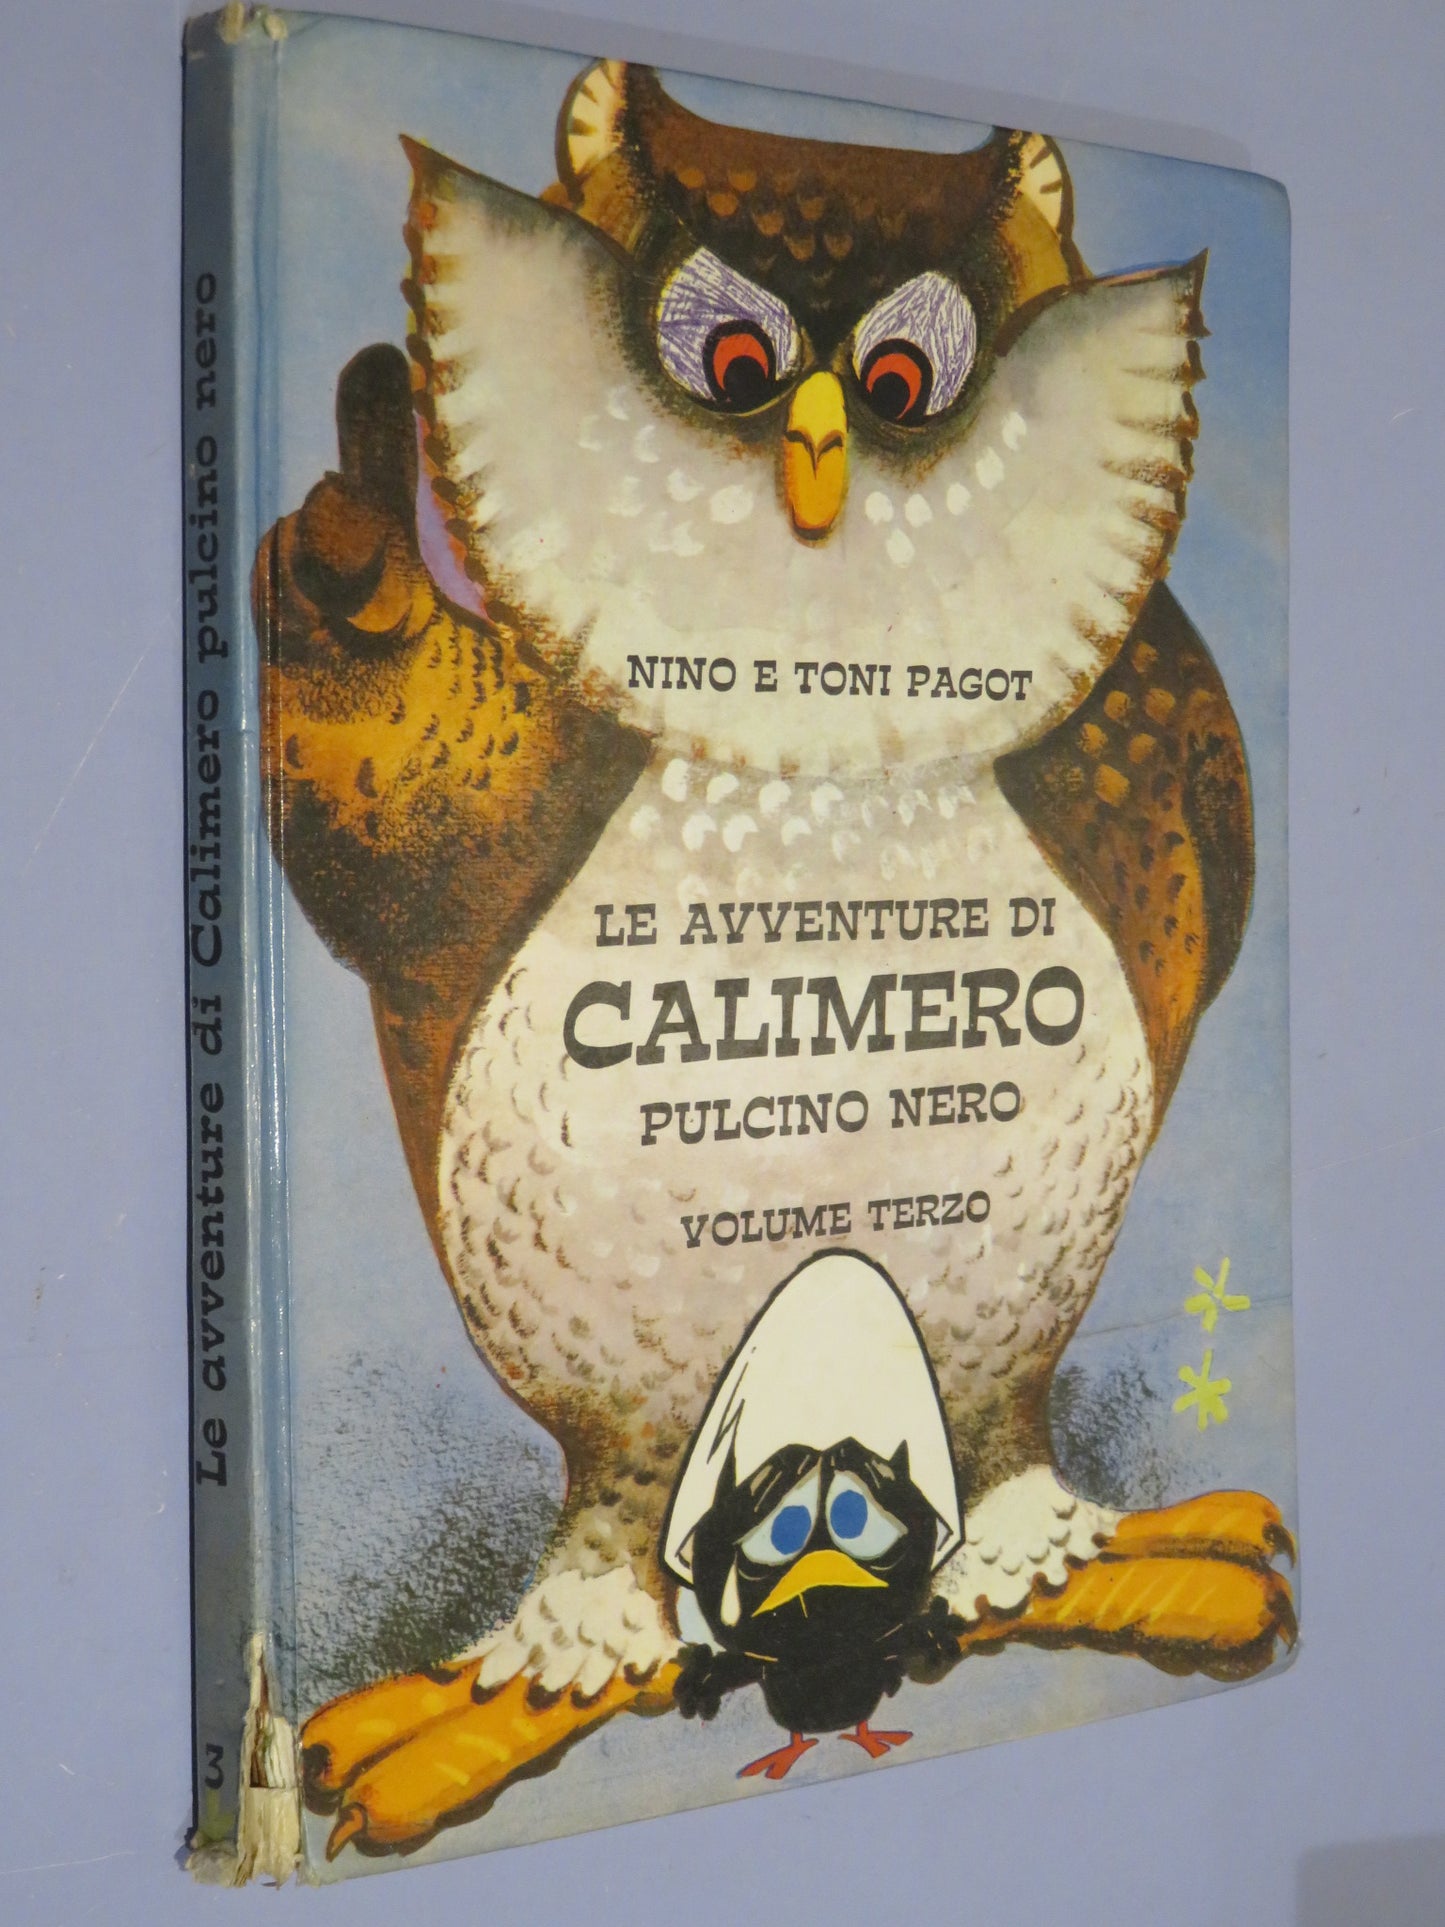 NINO E TONI PAGOT
LE AVVENTURE DI
CALIMERO
PULCINO NERO
VOLUME TERZO
Le avventure di Calimero pulcino nero
3